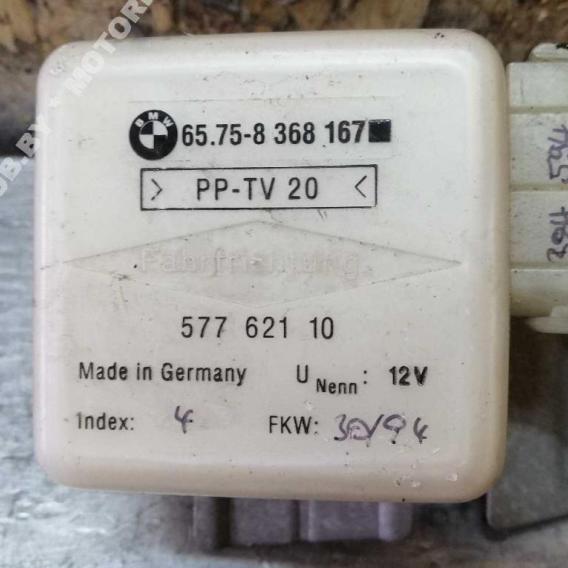 BMW 65.75-8 368 167
> PP-TV 20 <
Fahrtrichtung
577 621 10
Made in Germany U Nenn: 12V
Index: 4 FKW: 30/94